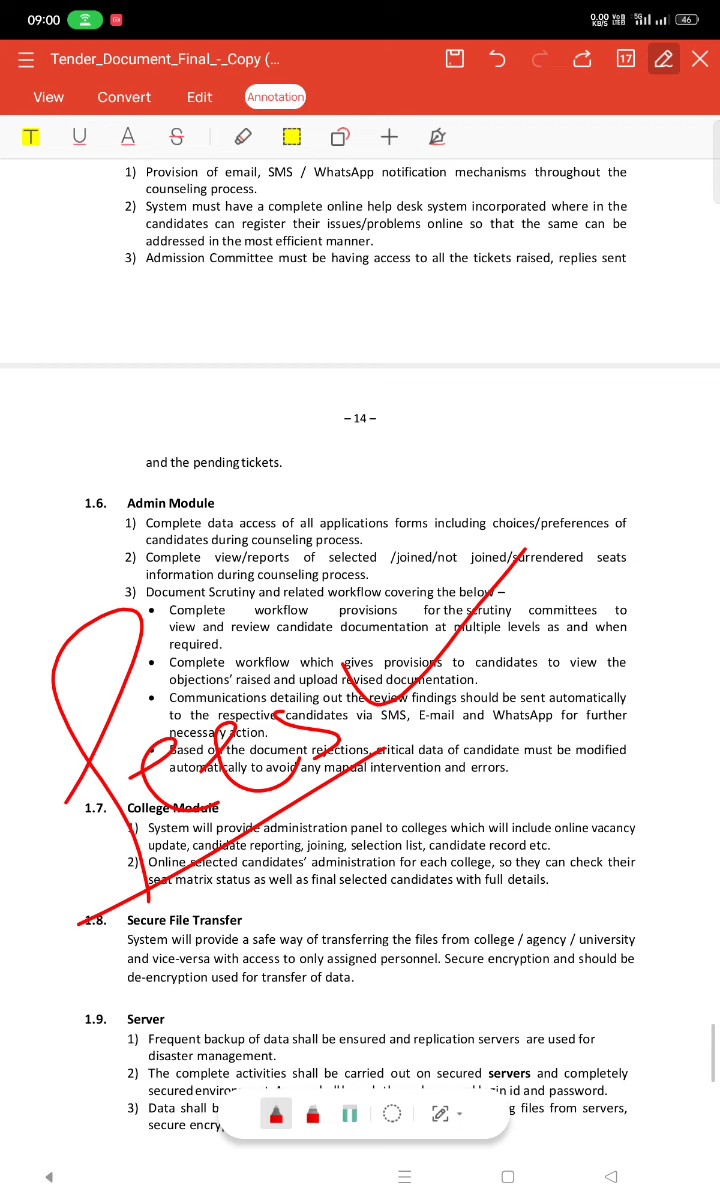 09:00
0.00 KB/S
5G
46
Tender_Document_Final_-_Copy (...
17
View Convert Edit Annotation
T U A S
1) Provision of email, SMS / WhatsApp notification mechanisms throughout the
counseling process.
2) System must have a complete online help desk system incorporated where in the
candidates can register their issues/problems online so that the same can be
addressed in the most efficient manner.
3) Admission Committee must be having access to all the tickets raised, replies sent
– 14 –
and the pending tickets.
1.6. Admin Module
1) Complete data access of all applications forms including choices/preferences of
candidates during counseling process.
2) Complete view/reports of selected /joined/not joined/surrendered seats
information during counseling process.
3) Document Scrutiny and related workflow covering the below –
• Complete workflow provisions for the scrutiny committees to
view and review candidate documentation at multiple levels as and when
required.
• Complete workflow which gives provisions to candidates to view the
objections’ raised and upload revised documentation.
• Communications detailing out the review findings should be sent automatically
to the respective candidates via SMS, E-mail and WhatsApp for further
necessary action.
• Based on the document rejections, critical data of candidate must be modified
automatically to avoid any manual intervention and errors.
1.7. College Module
1) System will provide administration panel to colleges which will include online vacancy
update, candidate reporting, joining, selection list, candidate record etc.
2) Online selected candidates’ administration for each college, so they can check their
seat matrix status as well as final selected candidates with full details.
1.8. Secure File Transfer
System will provide a safe way of transferring the files from college / agency / university
and vice-versa with access to only assigned personnel. Secure encryption and should be
de-encryption used for transfer of data.
1.9. Server
1) Frequent backup of data shall be ensured and replication servers are used for
disaster management.
2) The complete activities shall be carried out on secured servers and completely
secured id and password.
3) Data shall files from servers,
secure